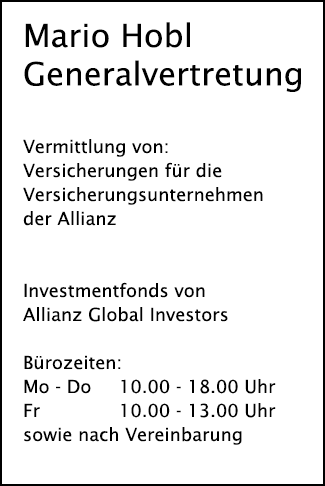 Mario Hobl
Generalvertretung
Vermittlung von:
Versicherungen für die
Versicherungsunternehmen
der Allianz
Investmentfonds von
Allianz Global Investors
Bürozeiten:
Mo - Do 10.00 - 18.00 Uhr
Fr 10.00 - 13.00 Uhr
sowie nach Vereinbarung